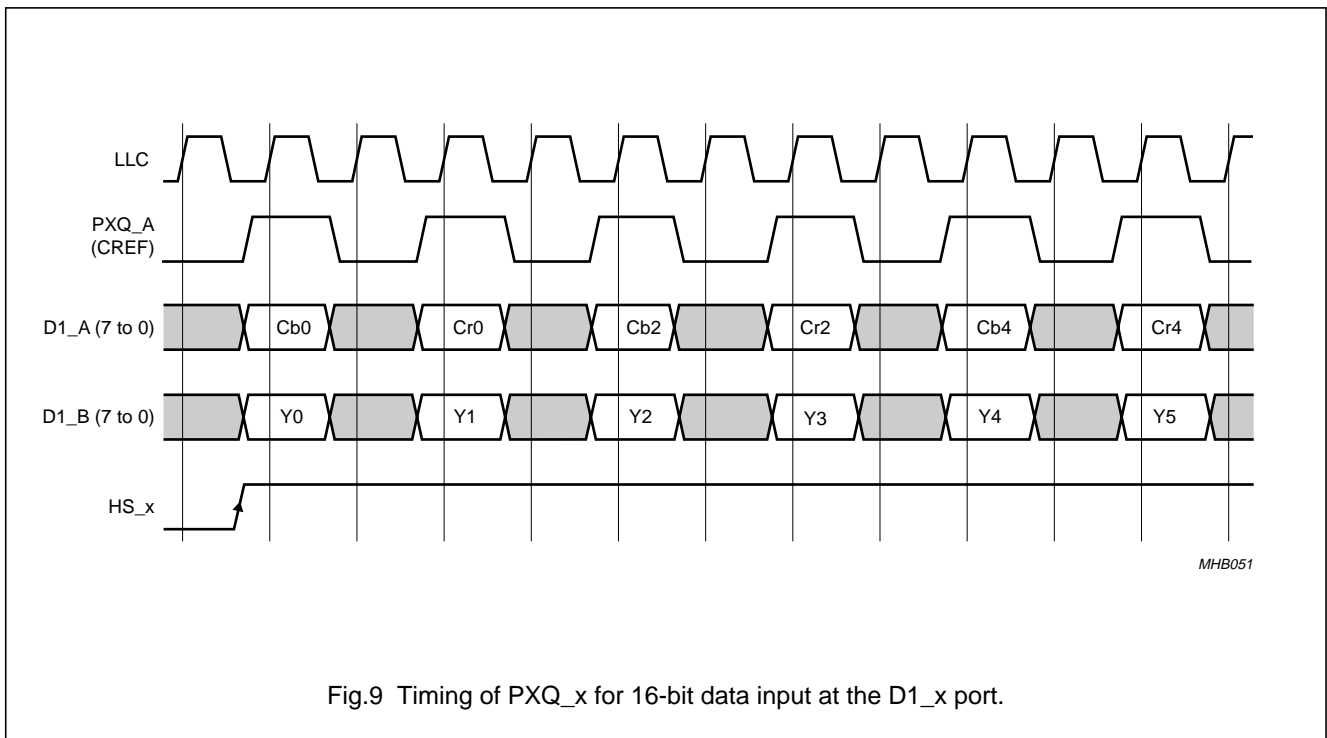 LLC
PXQ_A
(CREF)
D1_A (7 to 0) Cb0 Cr0 Cb2 Cr2 Cb4 Cr4
D1_B (7 to 0) Y0 Y1 Y2 Y3 Y4 Y5
HS_x
MHB051
Fig.9 Timing of PXQ_x for 16-bit data input at the D1_x port.